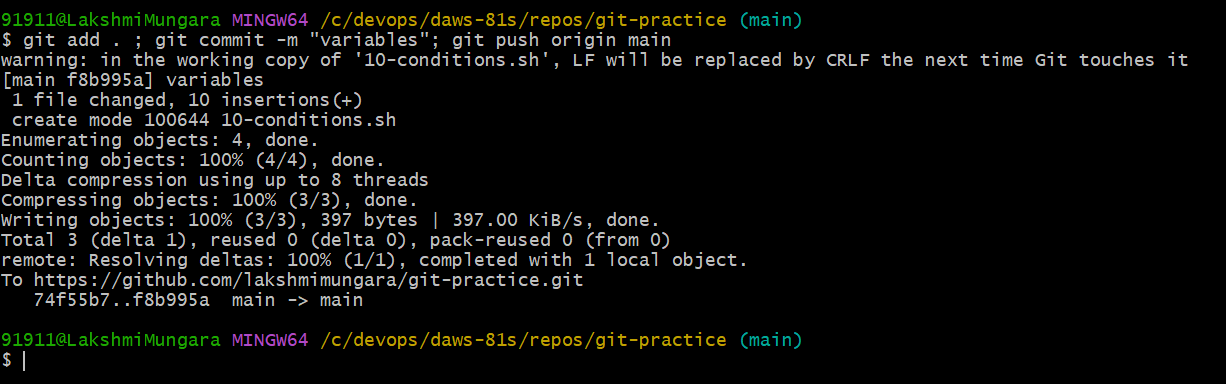 91911@LakshmiMungara MINGW64 /c/devops/daws-81s/repos/git-practice (main)
$ git add . ; git commit -m "variables"; git push origin main
warning: in the working copy of '10-conditions.sh', LF will be replaced by CRLF the next time Git touches it
[main f8b995a] variables
 1 file changed, 10 insertions(+)
 create mode 100644 10-conditions.sh
Enumerating objects: 4, done.
Counting objects: 100% (4/4), done.
Delta compression using up to 8 threads
Compressing objects: 100% (3/3), done.
Writing objects: 100% (3/3), 397 bytes | 397.00 KiB/s, done.
Total 3 (delta 1), reused 0 (delta 0), pack-reused 0 (from 0)
remote: Resolving deltas: 100% (1/1), completed with 1 local object.
To https://github.com/lakshmimungara/git-practice.git
   74f55b7..f8b995a  main -> main
91911@LakshmiMungara MINGW64 /c/devops/daws-81s/repos/git-practice (main)
$